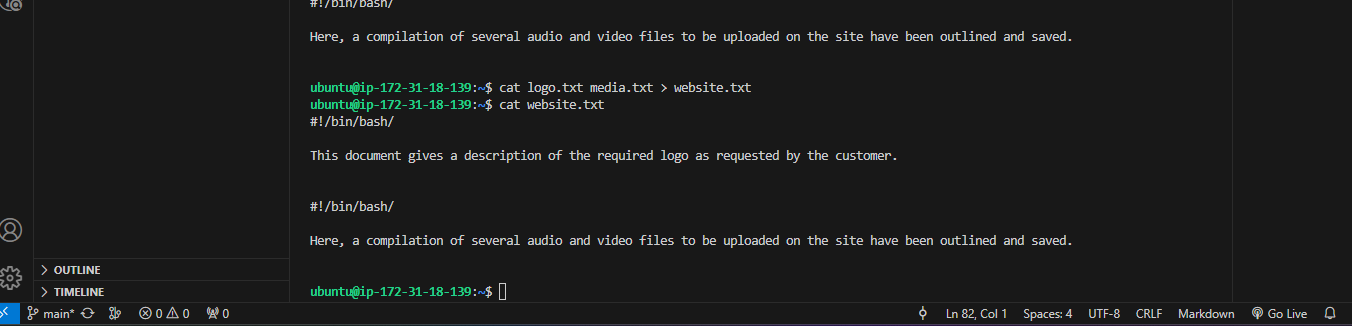 #!/bin/bash/
Here, a compilation of several audio and video files to be uploaded on the site have been outlined and saved.
ubuntu@ip-172-31-18-139:~$ cat logo.txt media.txt > website.txt
ubuntu@ip-172-31-18-139:~$ cat website.txt
#!/bin/bash/
This document gives a description of the required logo as requested by the customer.
#!/bin/bash/
Here, a compilation of several audio and video files to be uploaded on the site have been outlined and saved.
OUTLINE
ubuntu@ip-172-31-18-139:~$
TIMELINE
main* 0 0 0 Ln 82, Col 1 Spaces: 4 UTF-8 CRLF Markdown Go Live